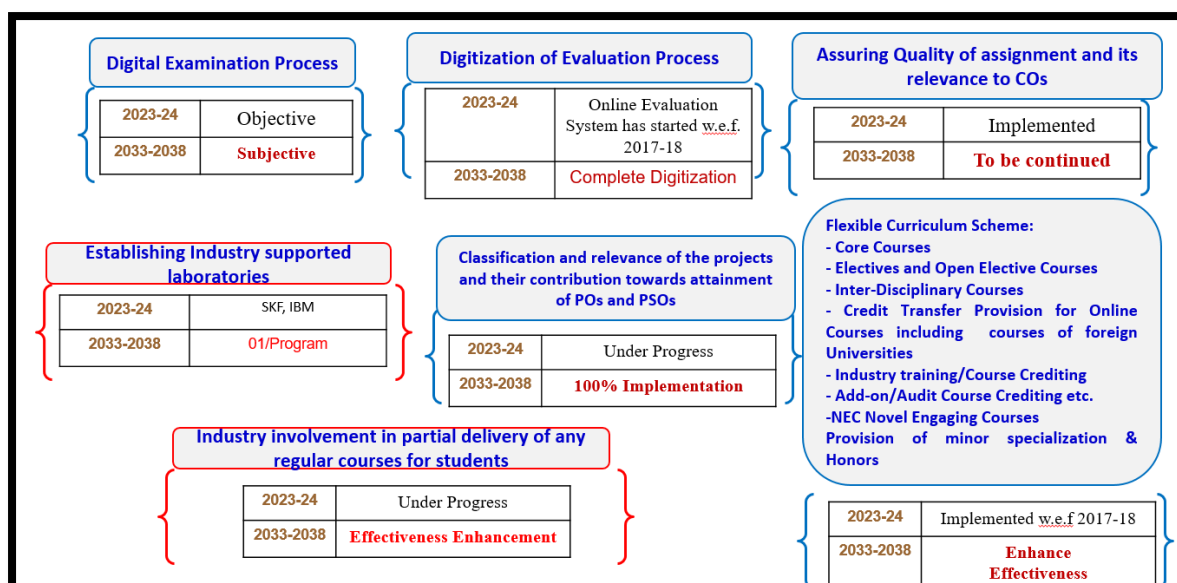 Digital Examination Process
2023-24 Objective
2033-2038 Subjective
Digitization of Evaluation Process
2023-24 Online Evaluation
System has started w.e.f.
2017-18
2033-2038 Complete Digitization
Assuring Quality of assignment and its
relevance to COs
2023-24 Implemented
2033-2038 To be continued
Establishing Industry supported
laboratories
2023-24 SKF, IBM
2033-2038 01/Program
Classification and relevance of the projects
and their contribution towards attainment
of POs and PSOs
2023-24 Under Progress
2033-2038 100% Implementation
Flexible Curriculum Scheme:
- Core Courses
- Electives and Open Elective Courses
- Inter-Disciplinary Courses
- Credit Transfer Provision for Online
Courses including courses of foreign
Universities
- Industry training/Course Crediting
- Add-on/Audit Course Crediting etc.
-NEC Novel Engaging Courses
Provision of minor specialization &
Honors
2023-24 Implemented w.e.f 2017-18
2033-2038 Enhance
Effectiveness
Industry involvement in partial delivery of any
regular courses for students
2023-24 Under Progress
2033-2038 Effectiveness Enhancement